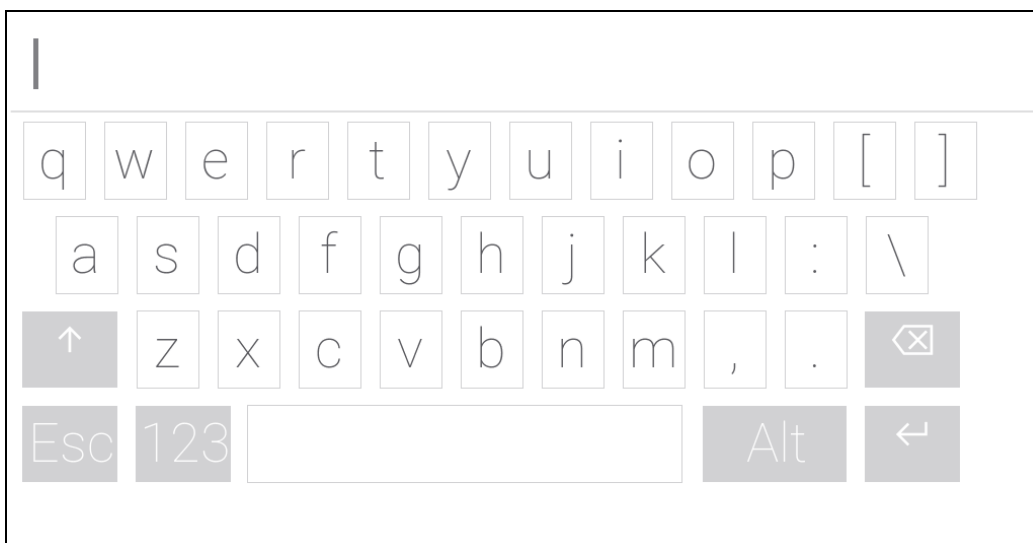 q w e r t y u i o p [ ]
a s d f g h j k l : \
↑ z x c v b n m , . ⌫
Esc 123 Alt ↵